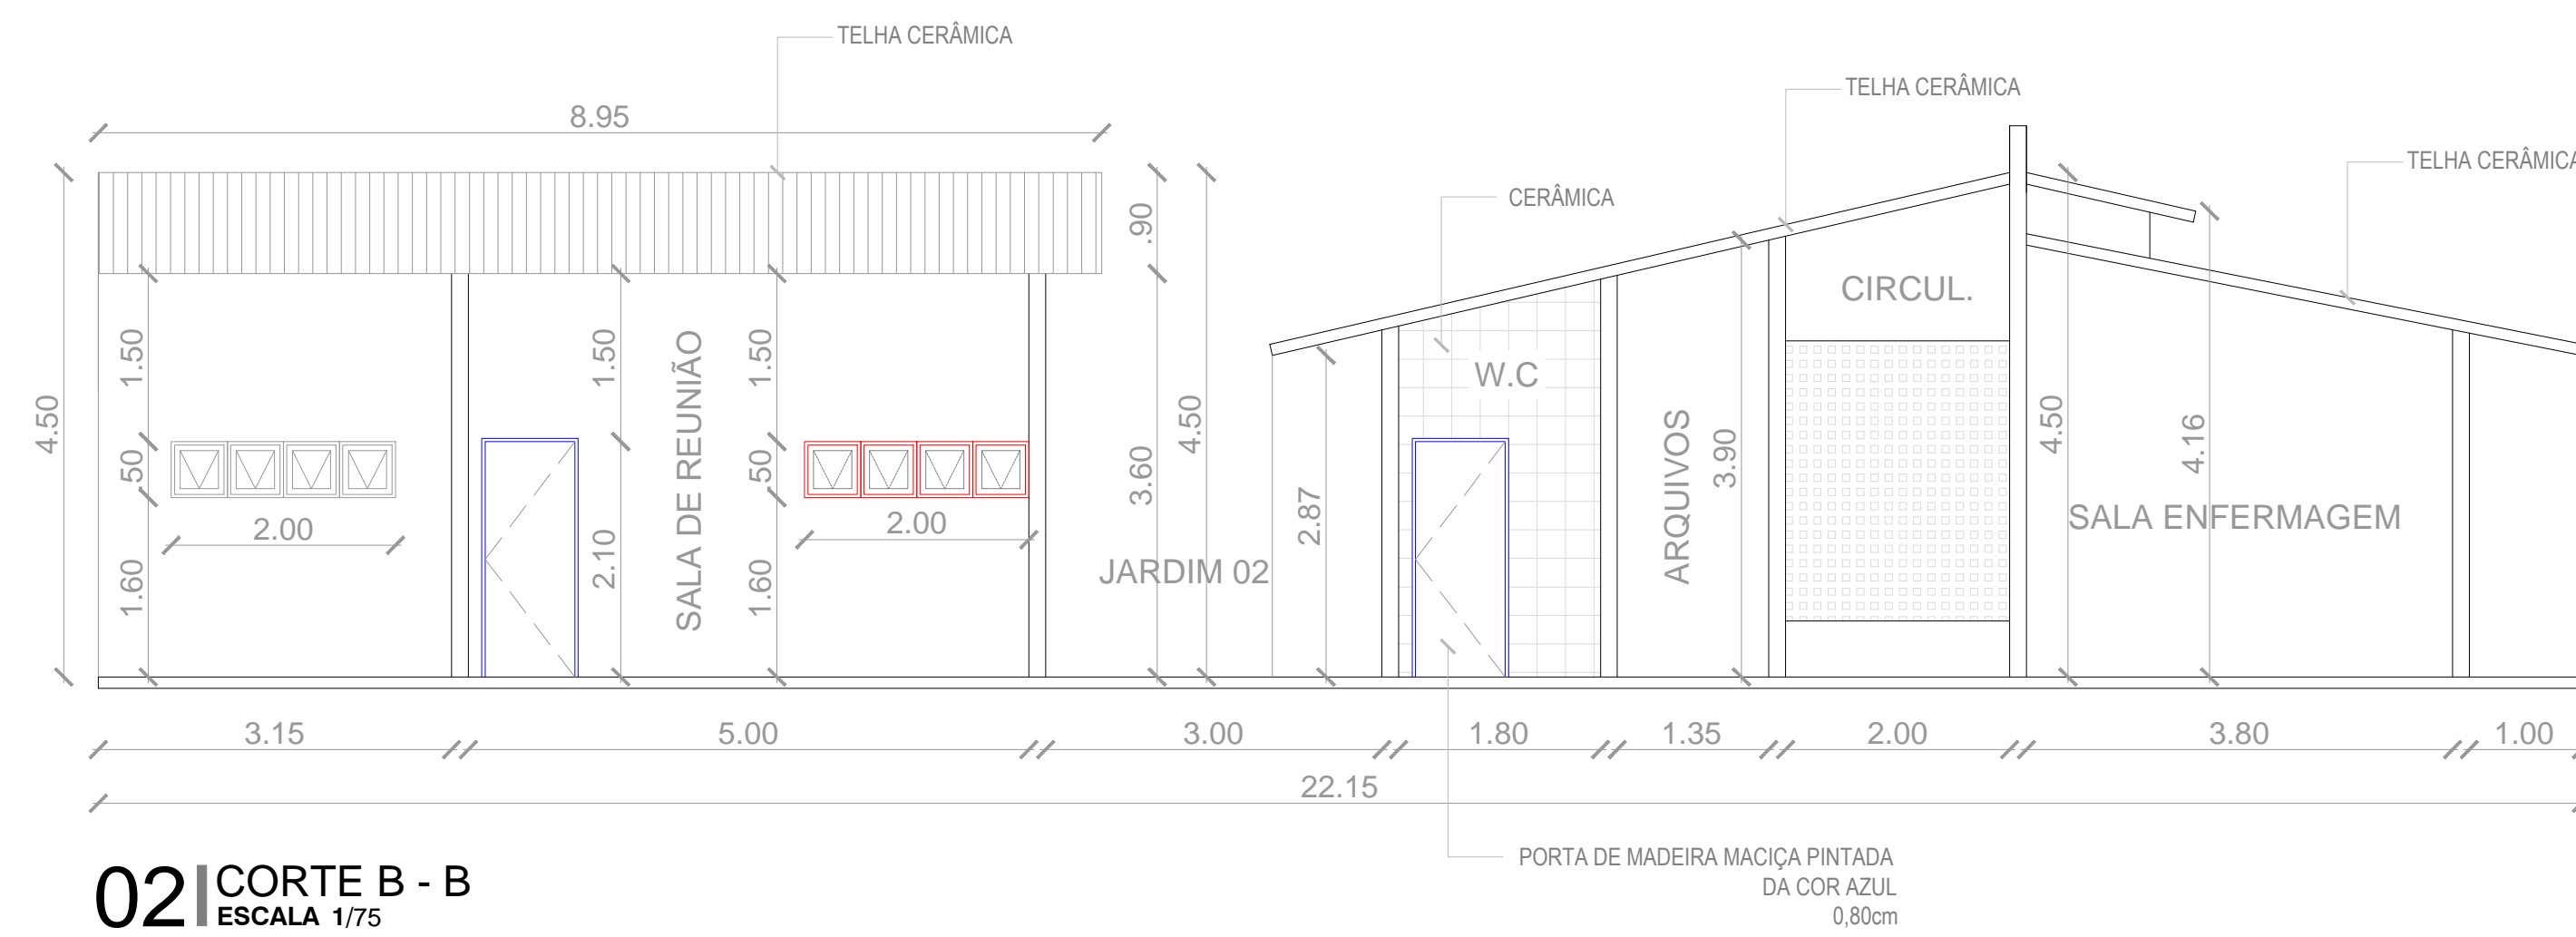 TELHA CERÂMICA
TELHA CERÂMICA
8.95
TELHA CERÂMICA
CERÂMICA
.90
CIRCUL.
1.50
1.50
SALA DE REUNIÃO
1.50
W.C
4.50
4.50
ARQUIVOS
3.90
4.50
4.16
.50
.50
3.60
2.87
SALA ENFERMAGEM
2.00
2.00
1.60
2.10
1.60
JARDIM 02
3.15
5.00
3.00
1.80
1.35
2.00
3.80
1.00
22.15
PORTA DE MADEIRA MACIÇA PINTADA
DA COR AZUL
0,80cm
02 CORTE B - B
ESCALA 1/75